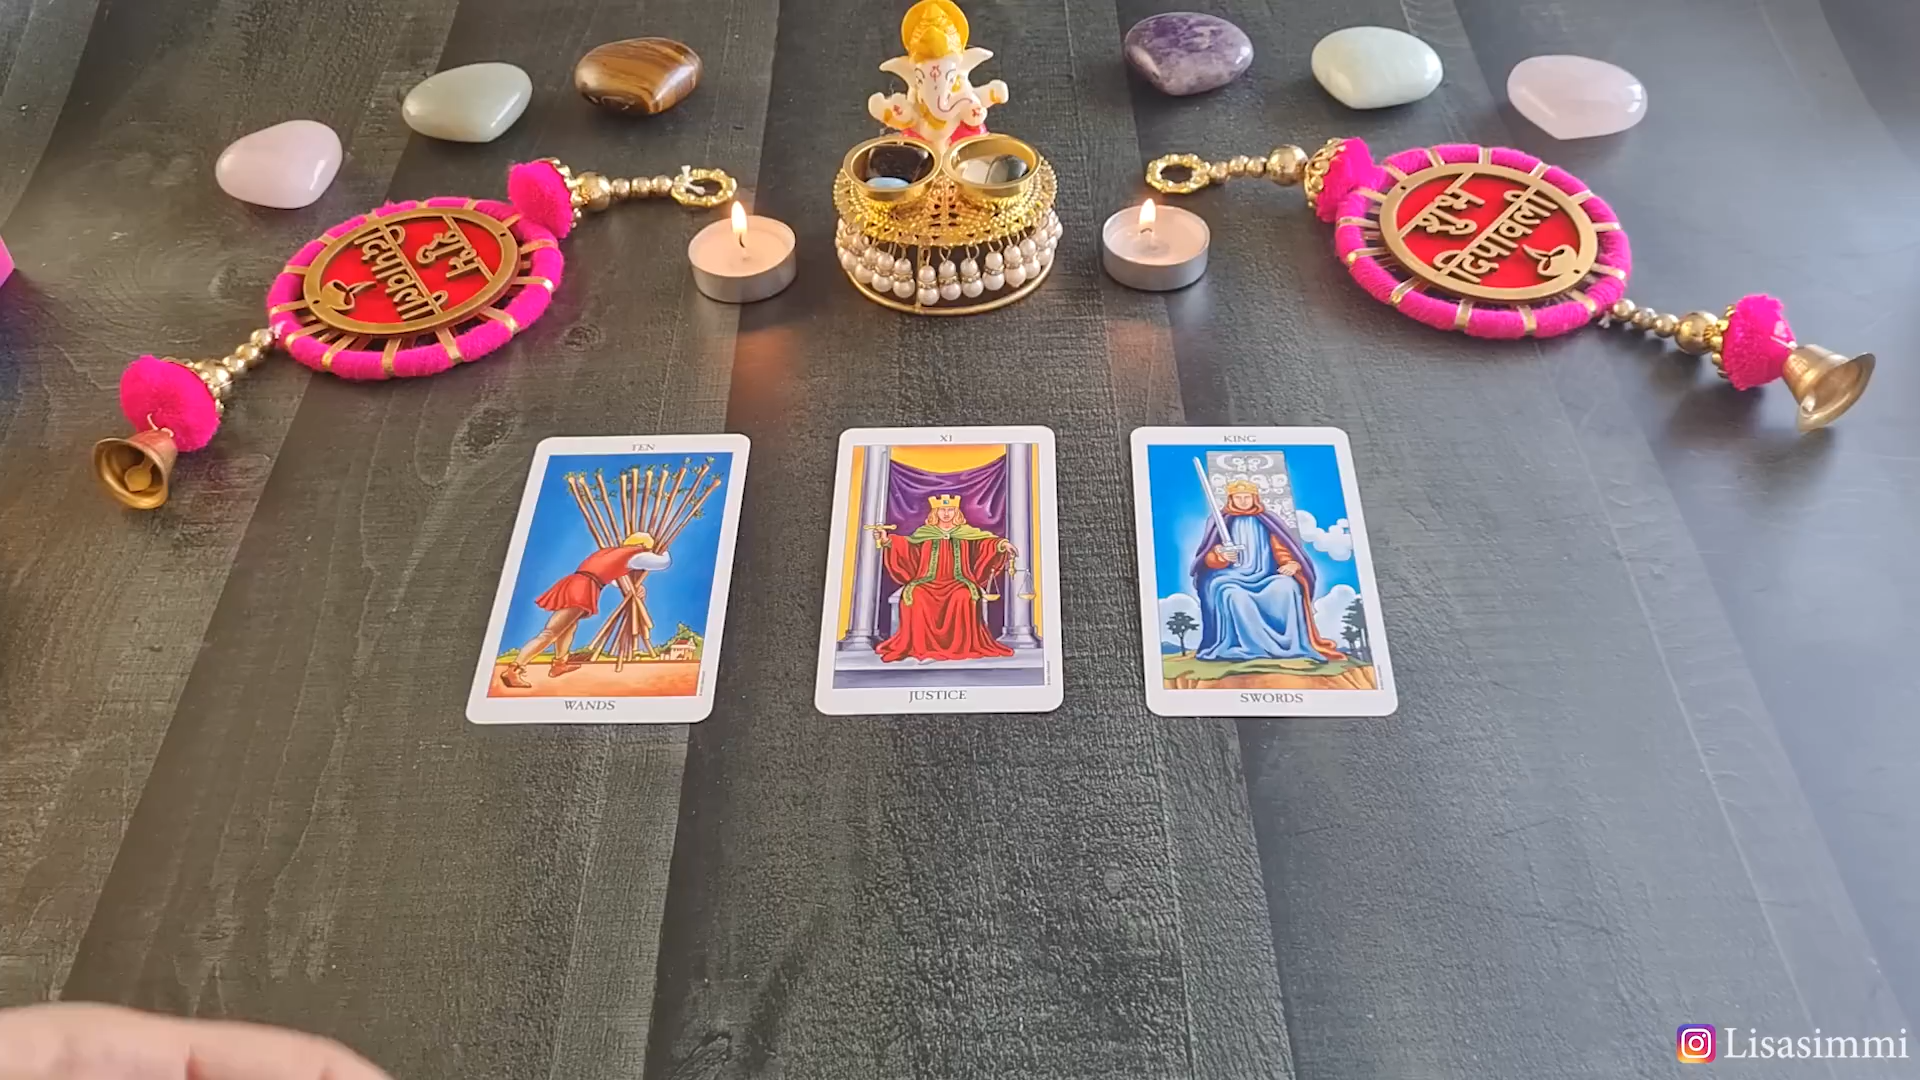 शुभ
दिपावली
शुभ
दिपावली
TEN
WANDS
XI
JUSTICE
KING
SWORDS
Lisasimmi